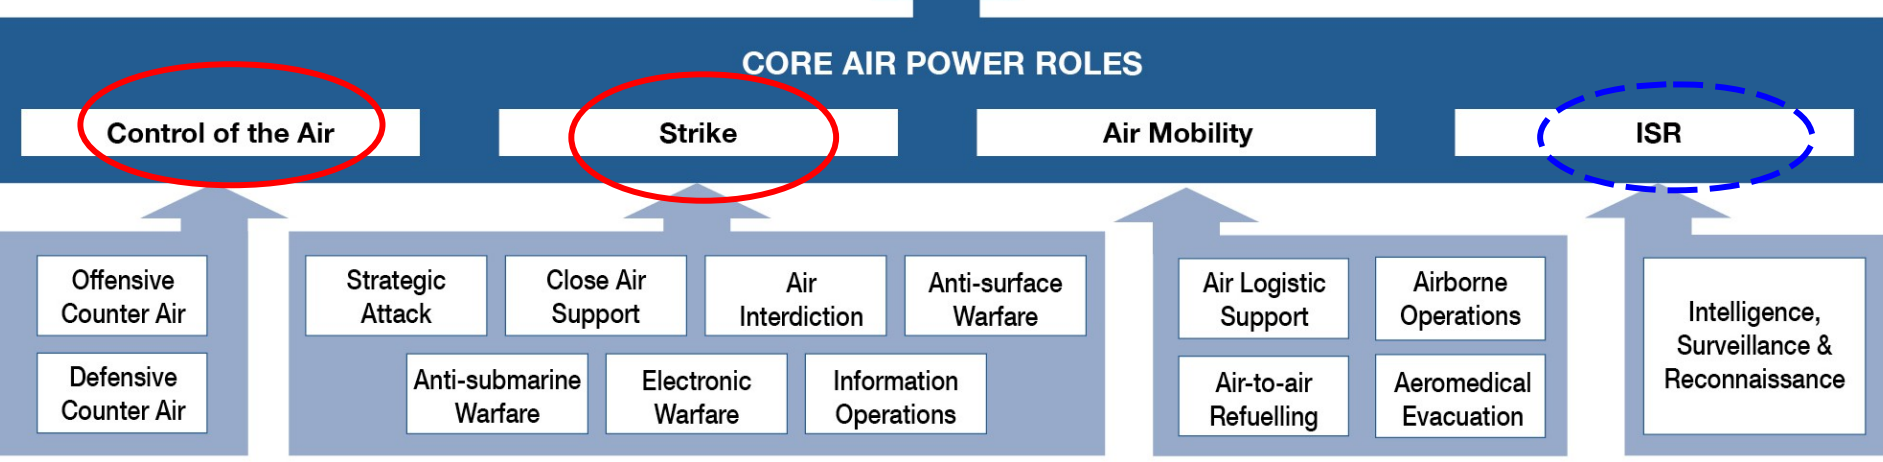 CORE AIR POWER ROLES
Control of the Air
Strike
Air Mobility
ISR
Offensive
Counter Air
Defensive
Counter Air
Strategic
Attack
Close Air
Support
Air
Interdiction
Anti-surface
Warfare
Anti-submarine
Warfare
Electronic
Warfare
Information
Operations
Air Logistic
Support
Airborne
Operations
Air-to-air
Refuelling
Aeromedical
Evacuation
Intelligence,
Surveillance &
Reconnaissance